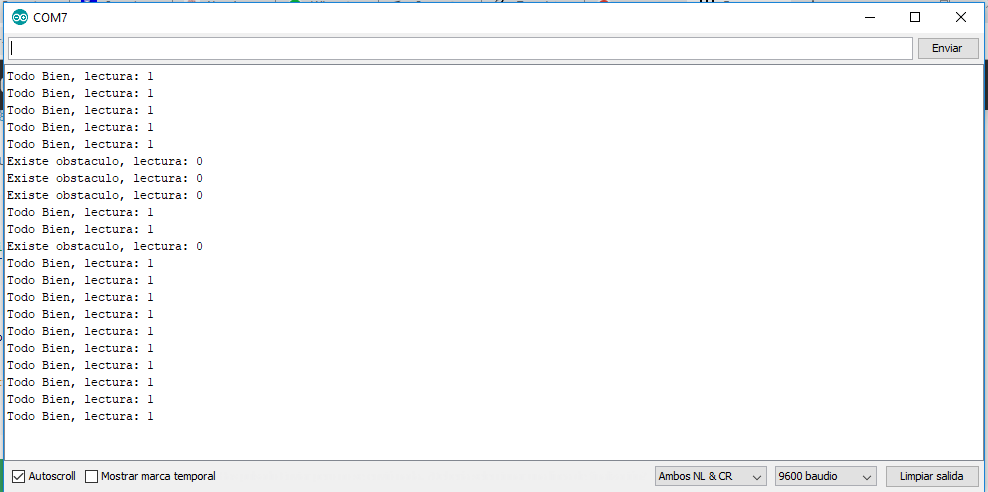 COM7
Enviar
Todo Bien, lectura: 1
Todo Bien, lectura: 1
Todo Bien, lectura: 1
Todo Bien, lectura: 1
Todo Bien, lectura: 1
Existe obstaculo, lectura: 0
Existe obstaculo, lectura: 0
Existe obstaculo, lectura: 0
Todo Bien, lectura: 1
Todo Bien, lectura: 1
Existe obstaculo, lectura: 0
Todo Bien, lectura: 1
Todo Bien, lectura: 1
Todo Bien, lectura: 1
Todo Bien, lectura: 1
Todo Bien, lectura: 1
Todo Bien, lectura: 1
Todo Bien, lectura: 1
Todo Bien, lectura: 1
Todo Bien, lectura: 1
Todo Bien, lectura: 1
Autoscroll Mostrar marca temporal Ambos NL & CR 9600 baudio Limpiar salida